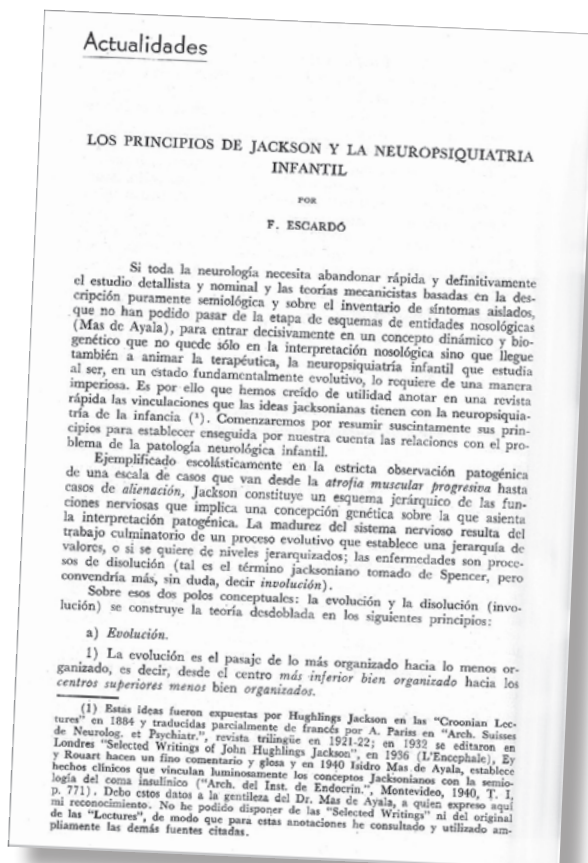 Actualidades
LOS PRINCIPIOS DE JACKSON Y LA NEUROPSIQUIATRIA
INFANTIL
POR
F. ESCARDÓ
Si toda la neurología necesita abandonar rápida y definitivamente
el estudio detallista y nominal y las teorías mecanicistas basadas en la des-
cripción puramente semiológica y sobre el inventario de síntomas aislados,
que no han podido pasar de la etapa de esquemas de entidades nosológicas
(Mas de Ayala), para entrar decisivamente en un concepto dinámico y bio-
genético que no quede sólo en la interpretación nosológica sino que llegue
también a animar la terapéutica, la neuropsiquiatría infantil que estudia
al ser, en un estado fundamentalmente evolutivo, lo requiere de una manera
imperiosa. Es por ello que hemos creído de utilidad anotar en una revista
rápida las vinculaciones que las ideas jacksonianas tienen con la neuropsiquia-
tría de la infancia (¹). Comenzaremos por resumir suscintamente sus prin-
cipios para establecer enseguida por nuestra cuenta las relaciones con el pro-
blema de la patología neurológica infantil.
Ejemplificado escolásticamente en la estricta observación patogénica
de una escala de casos que van desde la atrofia muscular progresiva hasta
casos de alienación, Jackson constituye un esquema jerárquico de las fun-
ciones nerviosas que implica una concepción genética sobre la que asienta
la interpretación patogénica. La madurez del sistema nervioso resulta del
trabajo culminatorio de un proceso evolutivo que establece una jerarquía de
valores, o si se quiere de niveles jerarquizados; las enfermedades son proce-
sos de disolución (tal es el término jacksoniano tomado de Spencer, pero
convendría más, sin duda, decir involución).
Sobre esos dos polos conceptuales: la evolución y la disolución (invo-
lución) se construye la teoría desdoblada en los siguientes principios:
a) Evolución.
1) La evolución es el pasaje de lo más organizado hacia lo menos or-
ganizado, es decir, desde el centro más inferior bien organizado hacia los
centros superiores menos bien organizados.
(1) Estas ideas fueron expuestas por Hughlings Jackson en las "Croonian Lec-
tures" en 1884 y traducidas parcialmente de francés por A. Pariss en "Arch. Suisses
de Neurolog. et Psychiatr.", revista trilingüe en 1921-22; en 1932 se editaron en
Londres "Selected Writings of John Hughlings Jackson", en 1936 (L'Encephale), Ey
y Rouart hacen un fino comentario y glosa y en 1940 Isidro Mas de Ayala, establece
hechos clínicos que vinculan luminosamente los conceptos Jacksonianos con la semio-
logía del coma insulínico ("Arch. del Inst. de Endocrin.", Montevideo, 1940, T. I,
p. 771). Debo estos datos a la gentileza del Dr. Mas de Ayala, a quien expreso aquí
mi reconocimiento. No he podido disponer de las "Selected Writings" ni del original
de las "Lectures", de modo que para estas anotaciones he consultado y utilizado am-
pliamente las demás fuentes citadas.